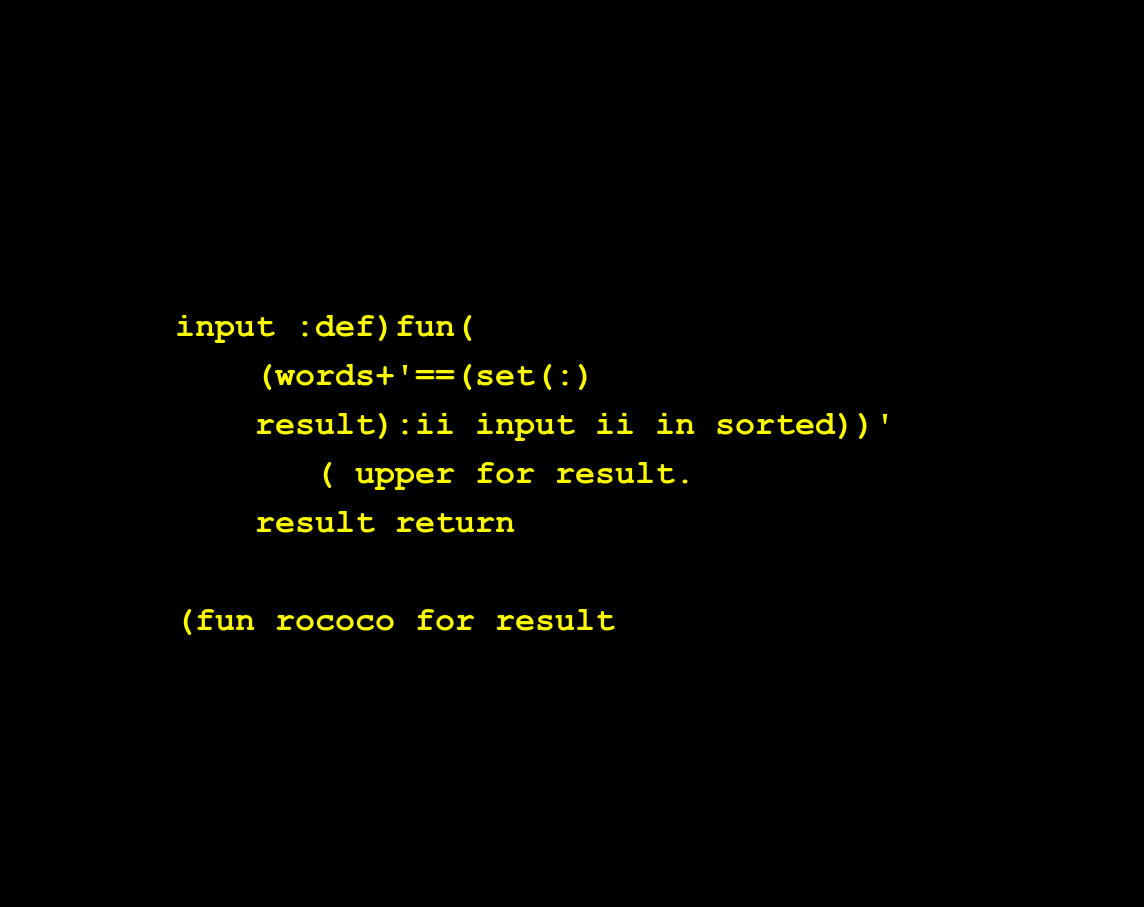 input :def)fun(
(words+'==(set(:)
result):ii input ii in sorted))'
( upper for result.
result return
(fun rococo for result